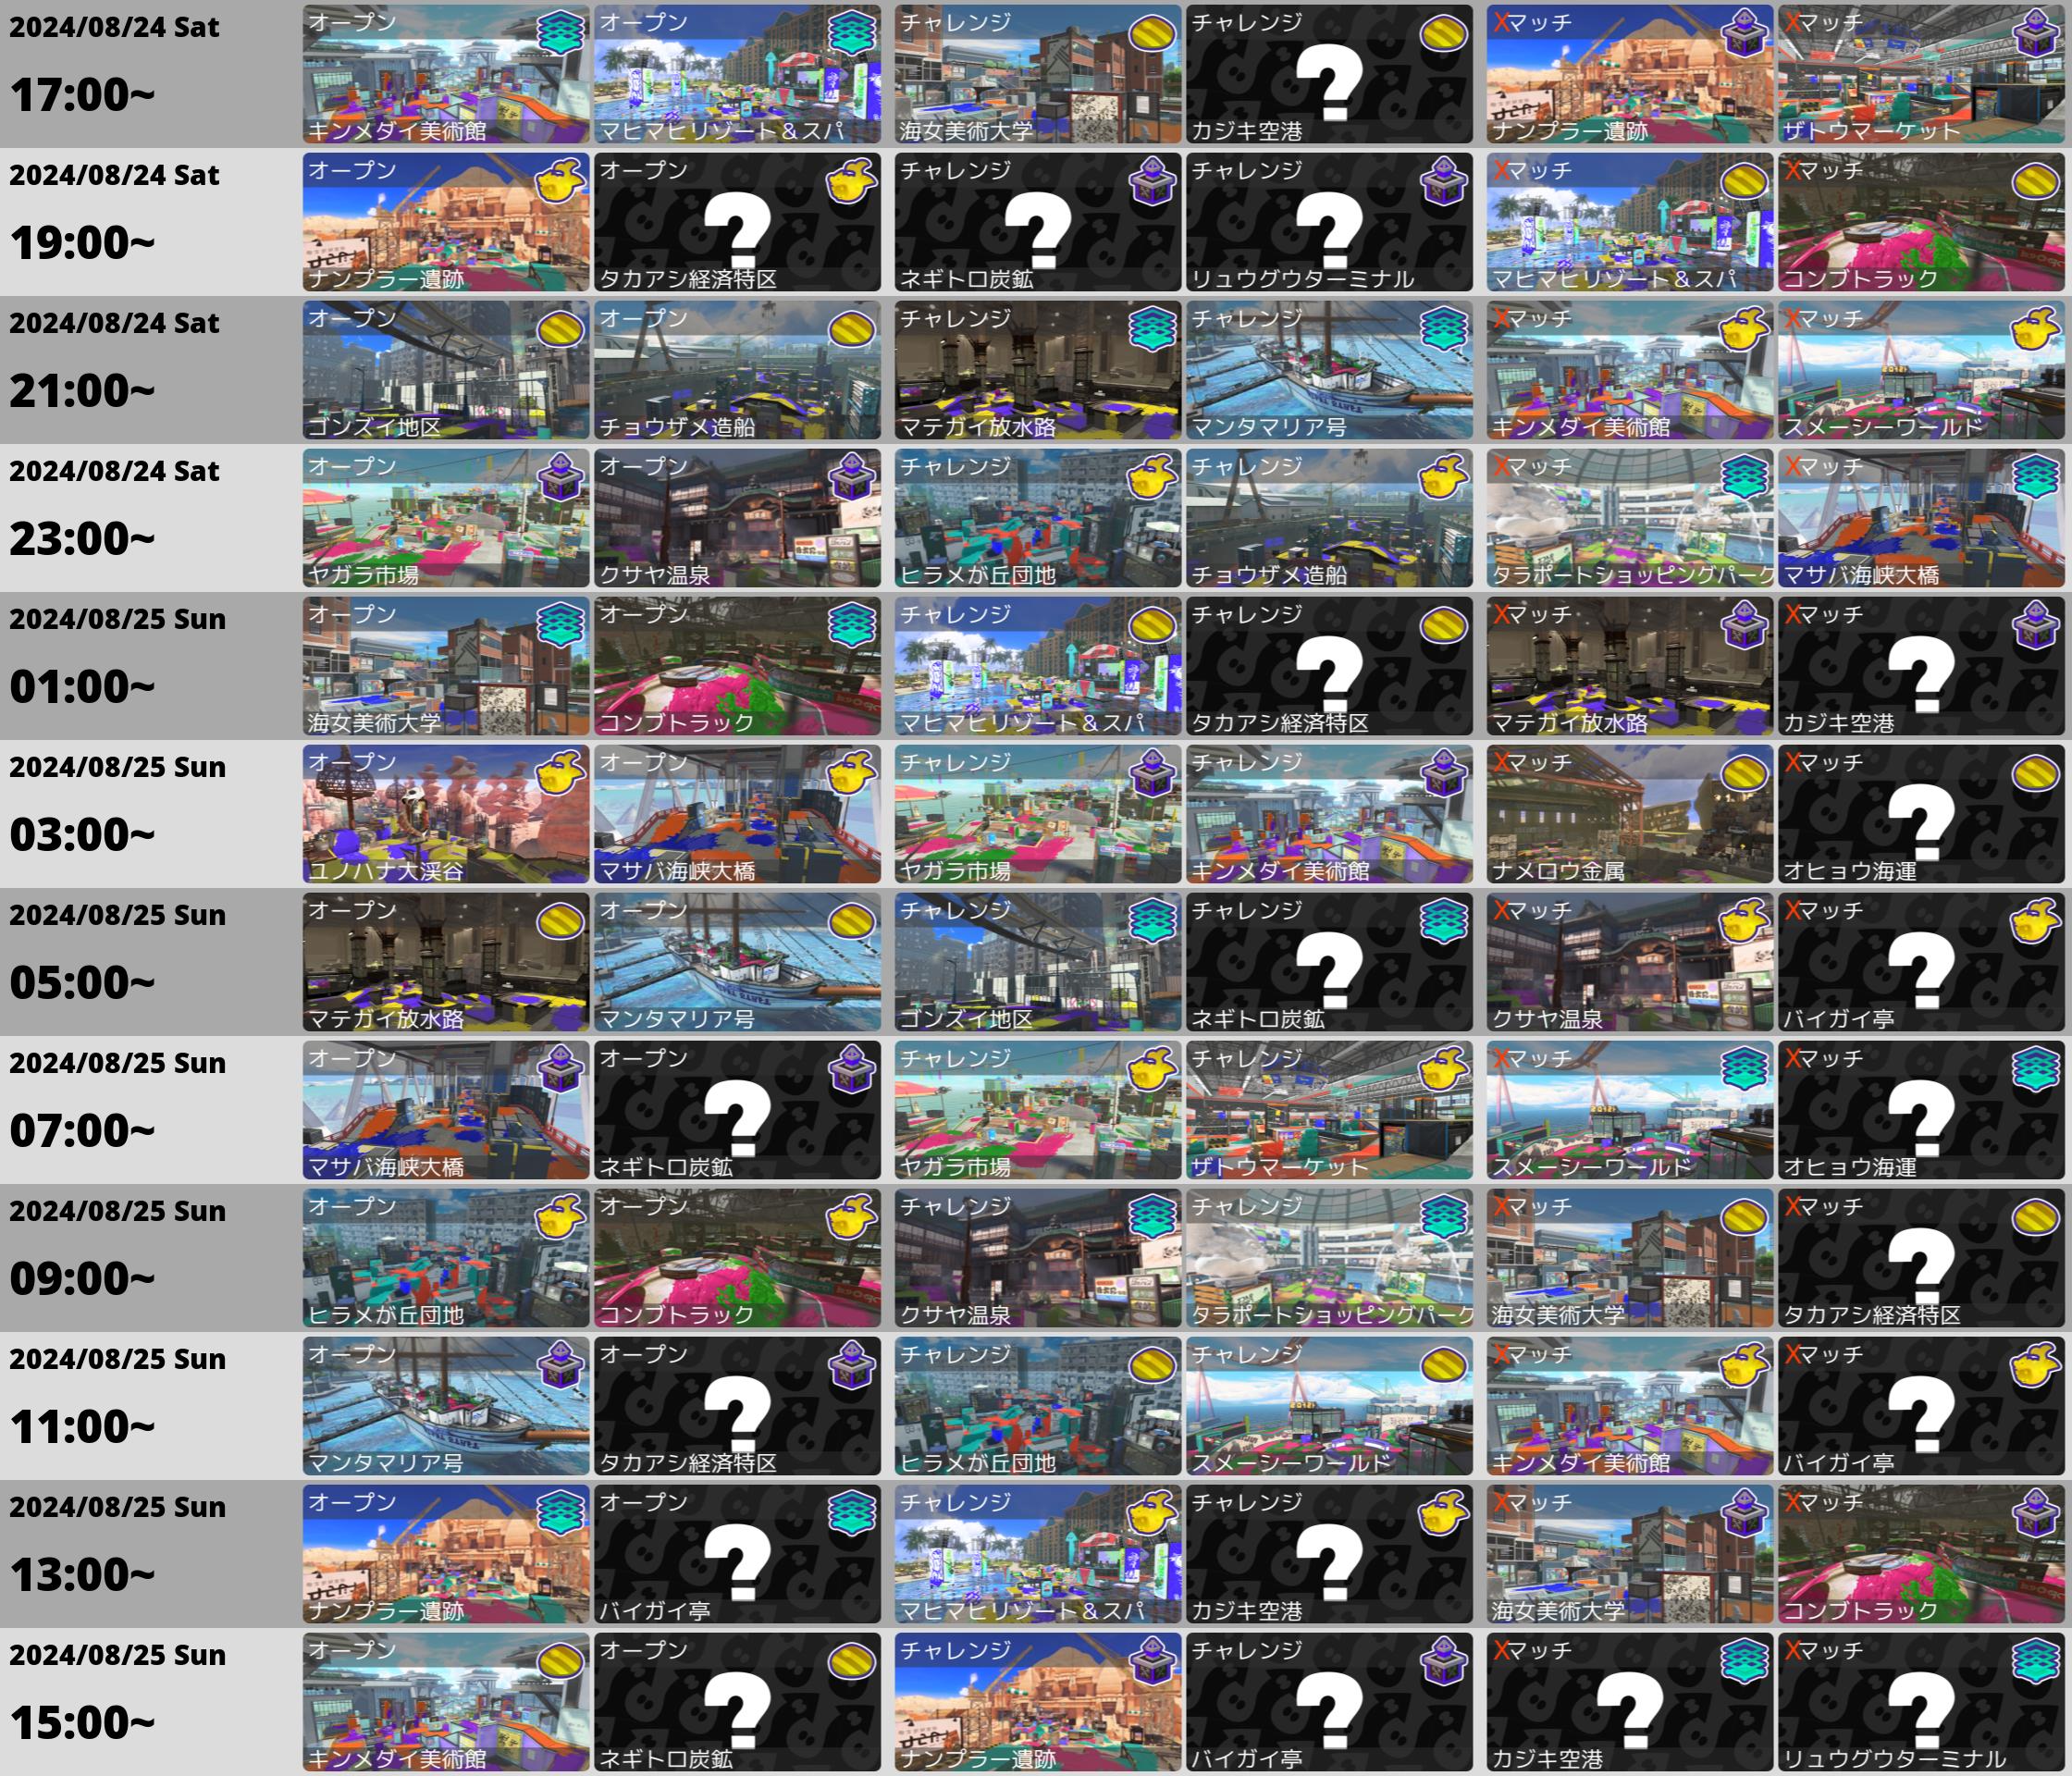 2024/08/24 Sat
17:00~
オープン オープン チャレンジ チャレンジ Xマッチ Xマッチ
キンメダイ美術館 マヒマヒリゾート＆スパ 海女美術大学 カジキ空港 ナンプラー遺跡 ザトウマーケット
2024/08/24 Sat
19:00~
オープン オープン チャレンジ チャレンジ Xマッチ Xマッチ
ナンプラー遺跡 タカアシ経済特区 ネギトロ炭鉱 リュウグウターミナル マヒマヒリゾート＆スパ コンブトラック
2024/08/24 Sat
21:00~
オープン オープン チャレンジ チャレンジ Xマッチ Xマッチ
ゴンズイ地区 チョウザメ造船 マテガイ放水路 マンタマリア号 キンメダイ美術館 スメーシーワールド
2024/08/24 Sat
23:00~
オープン オープン チャレンジ チャレンジ Xマッチ Xマッチ
ヤガラ市場 クサヤ温泉 ヒラメが丘団地 チョウザメ造船 タラポートショッピングパーク マサバ海峡大橋
2024/08/25 Sun
01:00~
オープン オープン チャレンジ チャレンジ Xマッチ Xマッチ
海女美術大学 コンブトラック マヒマヒリゾート＆スパ タカアシ経済特区 マテガイ放水路 カジキ空港
2024/08/25 Sun
03:00~
オープン オープン チャレンジ チャレンジ Xマッチ Xマッチ
ユノハナ大渓谷 マサバ海峡大橋 ヤガラ市場 キンメダイ美術館 ナメロウ金属 オヒョウ海運
2024/08/25 Sun
05:00~
オープン オープン チャレンジ チャレンジ Xマッチ Xマッチ
マテガイ放水路 マンタマリア号 ゴンズイ地区 ネギトロ炭鉱 クサヤ温泉 バイガイ亭
2024/08/25 Sun
07:00~
オープン オープン チャレンジ チャレンジ Xマッチ Xマッチ
マサバ海峡大橋 ネギトロ炭鉱 ヤガラ市場 ザトウマーケット スメーシーワールド オヒョウ海運
2024/08/25 Sun
09:00~
オープン オープン チャレンジ チャレンジ Xマッチ Xマッチ
ヒラメが丘団地 コンブトラック クサヤ温泉 タラポートショッピングパーク 海女美術大学 タカアシ経済特区
2024/08/25 Sun
11:00~
オープン オープン チャレンジ チャレンジ Xマッチ Xマッチ
マンタマリア号 タカアシ経済特区 ヒラメが丘団地 スメーシーワールド キンメダイ美術館 バイガイ亭
2024/08/25 Sun
13:00~
オープン オープン チャレンジ チャレンジ Xマッチ Xマッチ
ナンプラー遺跡 バイガイ亭 マヒマヒリゾート＆スパ カジキ空港 海女美術大学 コンブトラック
2024/08/25 Sun
15:00~
オープン オープン チャレンジ チャレンジ Xマッチ Xマッチ
キンメダイ美術館 ネギトロ炭鉱 ナンプラー遺跡 バイガイ亭 カジキ空港 リュウグウターミナル